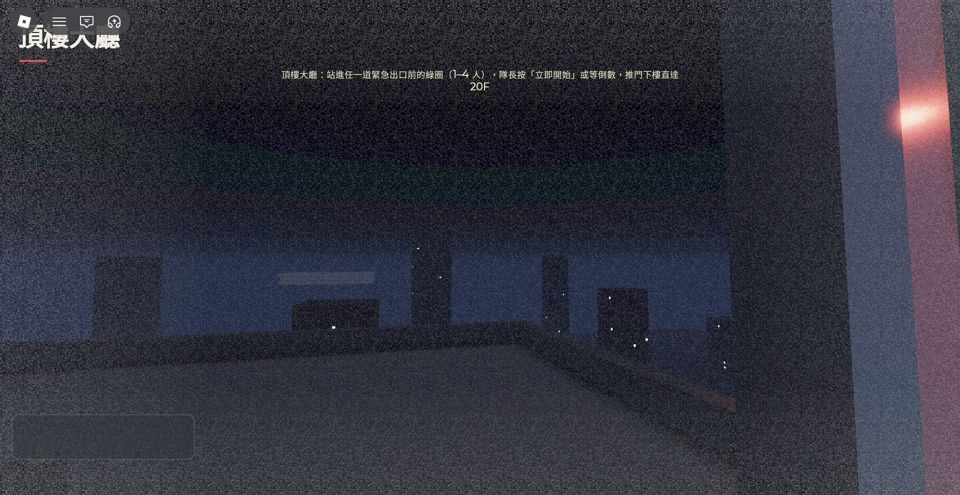 頂樓大廳
頂樓大廳：站進任一道緊急出口前的綠圈（1–4 人），隊長按「立即開始」或等倒數，推門下樓直達
20F